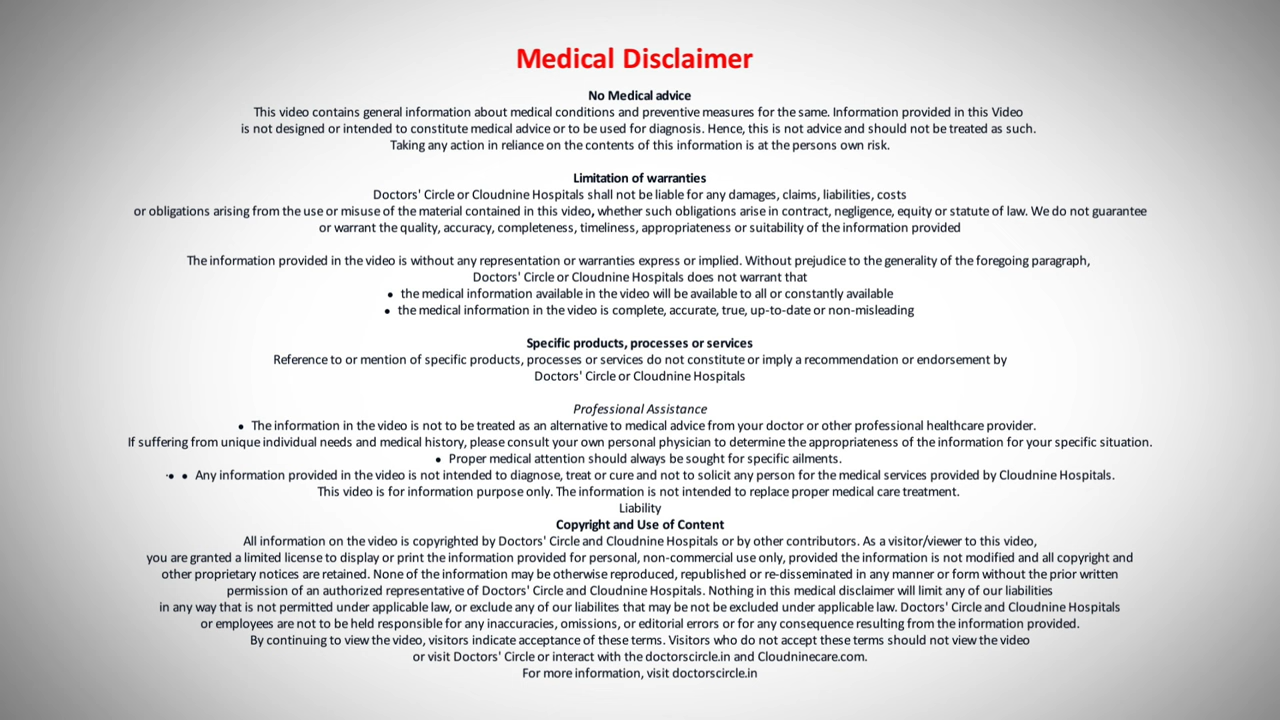 Medical Disclaimer
No Medical advice
This video contains general information about medical conditions and preventive measures for the same. Information provided in this Video
is not designed or intended to constitute medical advice or to be used for diagnosis. Hence, this is not advice and should not be treated as such.
Taking any action in reliance on the contents of this information is at the persons own risk.
Limitation of warranties
Doctors' Circle or Cloudnine Hospitals shall not be liable for any damages, claims, liabilities, costs
or obligations arising from the use or misuse of the material contained in this video, whether such obligations arise in contract, negligence, equity or statute of law. We do not guarantee
or warrant the quality, accuracy, completeness, timeliness, appropriateness or suitability of the information provided
The information provided in the video is without any representation or warranties express or implied. Without prejudice to the generality of the foregoing paragraph,
Doctors' Circle or Cloudnine Hospitals does not warrant that
• the medical information available in the video will be available to all or constantly available
• the medical information in the video is complete, accurate, true, up-to-date or non-misleading
Specific products, processes or services
Reference to or mention of specific products, processes or services do not constitute or imply a recommendation or endorsement by
Doctors' Circle or Cloudnine Hospitals
Professional Assistance
• The information in the video is not to be treated as an alternative to medical advice from your doctor or other professional healthcare provider.
If suffering from unique individual needs and medical history, please consult your own personal physician to determine the appropriateness of the information for your specific situation.
• Proper medical attention should always be sought for specific ailments.
·• • Any information provided in the video is not intended to diagnose, treat or cure and not to solicit any person for the medical services provided by Cloudnine Hospitals.
This video is for information purpose only. The information is not intended to replace proper medical care treatment.
Liability
Copyright and Use of Content
All information on the video is copyrighted by Doctors' Circle and Cloudnine Hospitals or by other contributors. As a visitor/viewer to this video,
you are granted a limited license to display or print the information provided for personal, non-commercial use only, provided the information is not modified and all copyright and
other proprietary notices are retained. None of the information may be otherwise reproduced, republished or re-disseminated in any manner or form without the prior written
permission of an authorized representative of Doctors' Circle and Cloudnine Hospitals. Nothing in this medical disclaimer will limit any of our liabilities
in any way that is not permitted under applicable law, or exclude any of our liabilites that may be not be excluded under applicable law. Doctors' Circle and Cloudnine Hospitals
or employees are not to be held responsible for any inaccuracies, omissions, or editorial errors or for any consequence resulting from the information provided.
By continuing to view the video, visitors indicate acceptance of these terms. Visitors who do not accept these terms should not view the video
or visit Doctors' Circle or interact with the doctorscircle.in and Cloudninecare.com.
For more information, visit doctorscircle.in